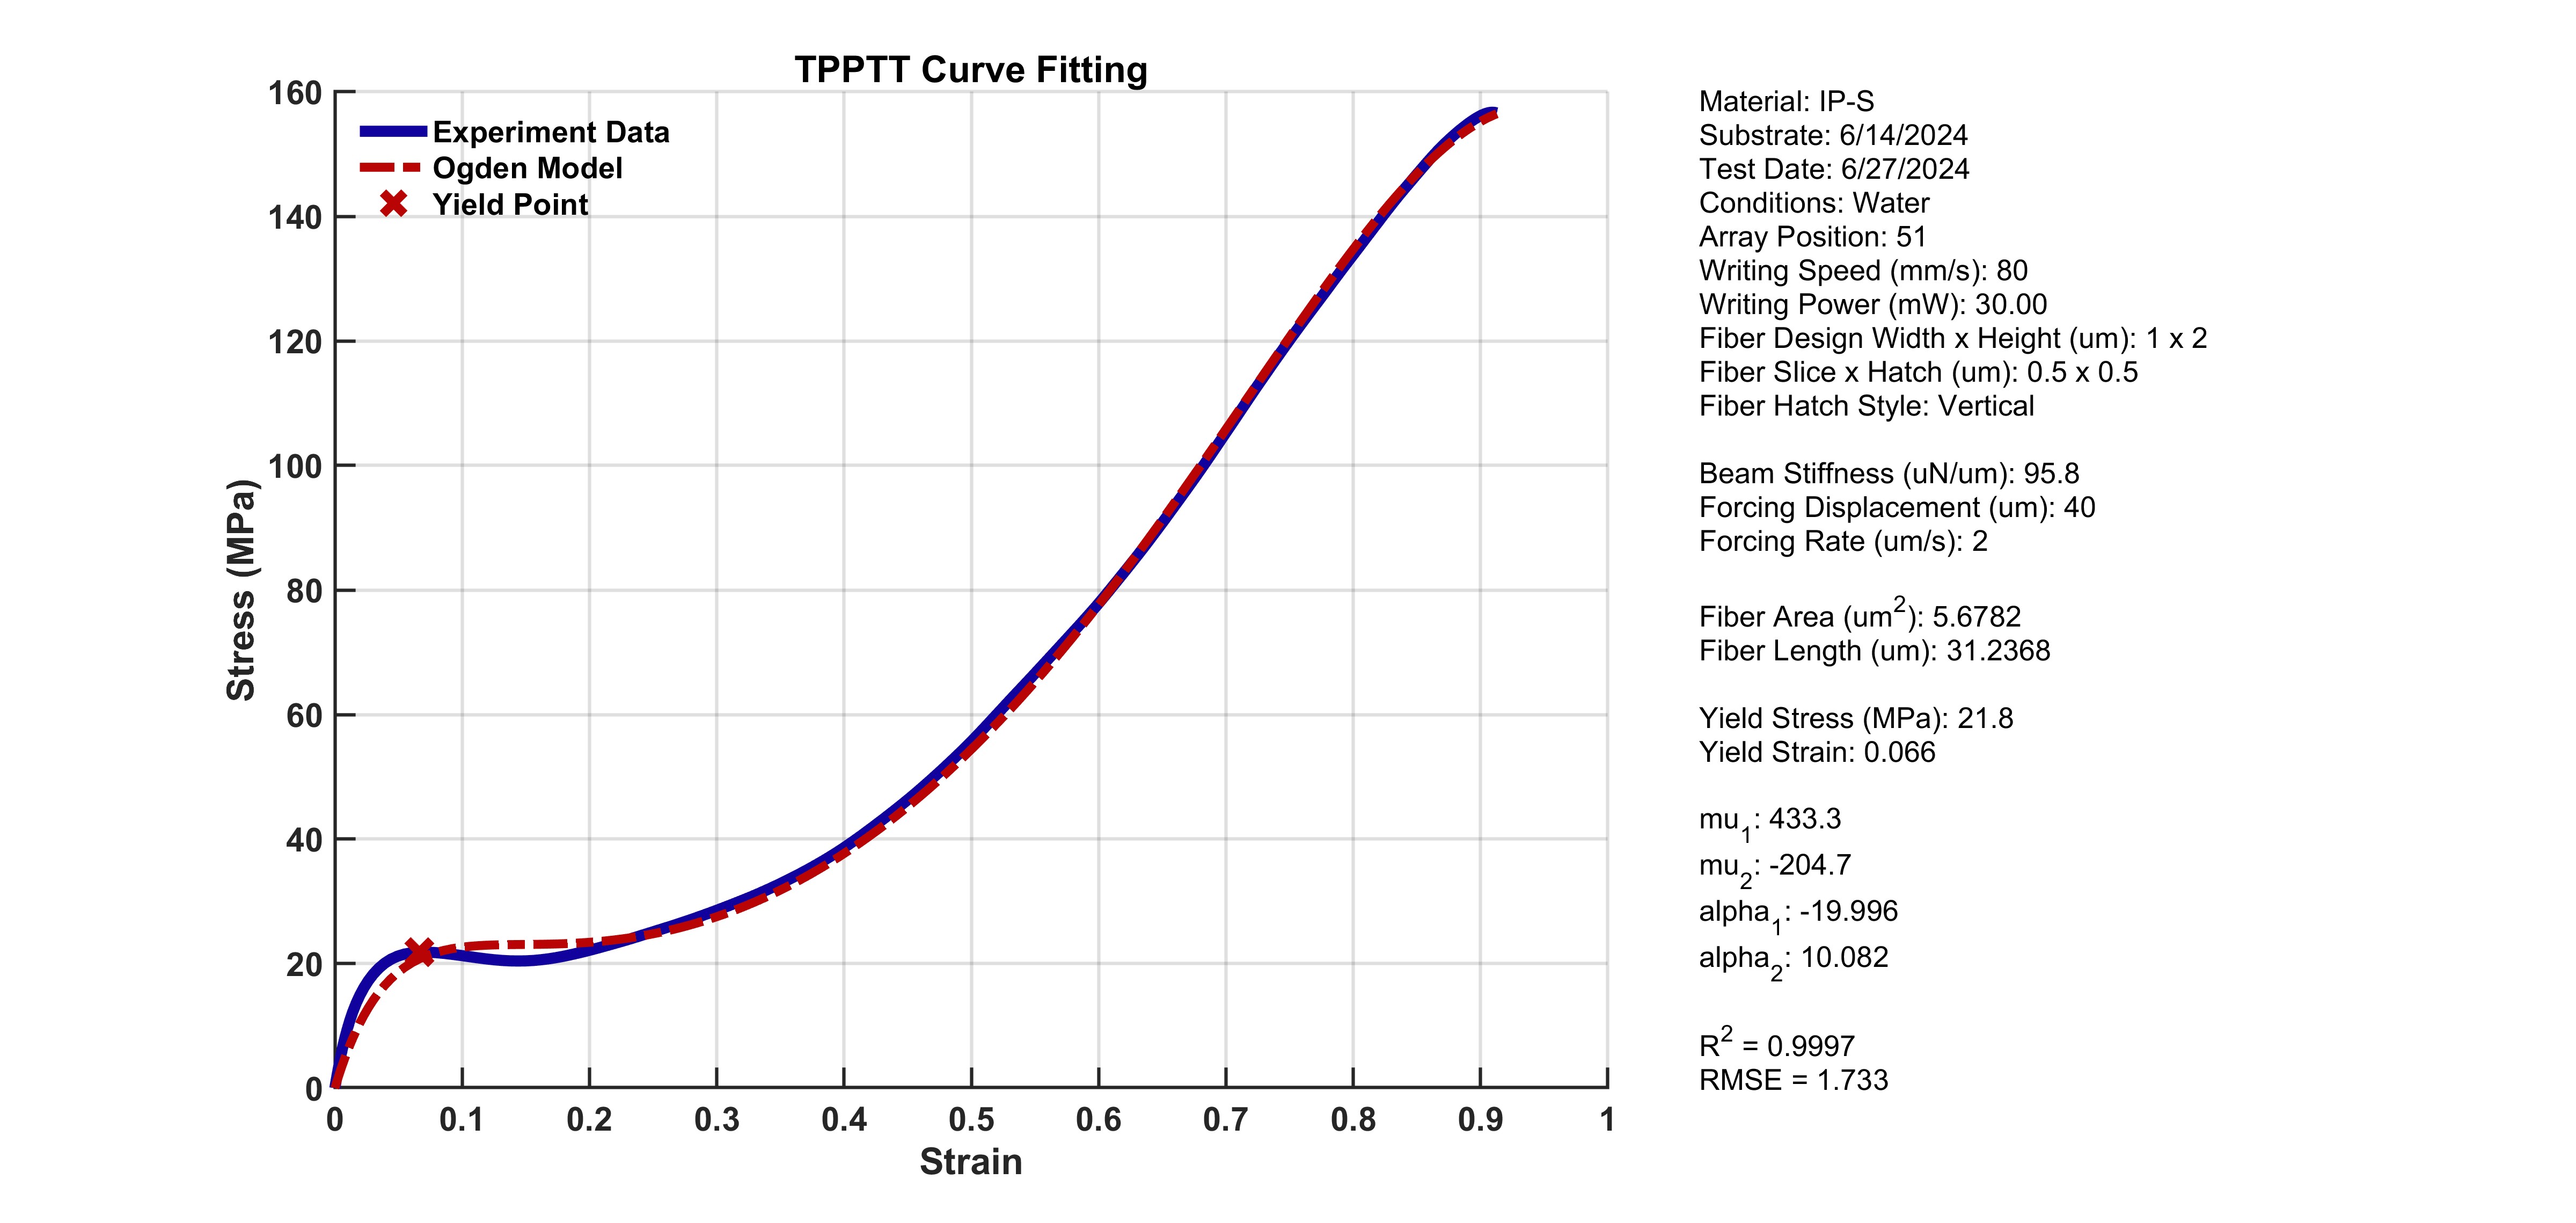 TPPTT Curve Fitting
160
140
120
100
80
60
40
20
0
Stress (MPa)
Experiment Data
Ogden Model
Yield Point
0 0.1 0.2 0.3 0.4 0.5 0.6 0.7 0.8 0.9 1
Strain
Material: IP-S
Substrate: 6/14/2024
Test Date: 6/27/2024
Conditions: Water
Array Position: 51
Writing Speed (mm/s): 80
Writing Power (mW): 30.00
Fiber Design Width x Height (um): 1 x 2
Fiber Slice x Hatch (um): 0.5 x 0.5
Fiber Hatch Style: Vertical
Beam Stiffness (uN/um): 95.8
Forcing Displacement (um): 40
Forcing Rate (um/s): 2
Fiber Area (um²): 5.6782
Fiber Length (um): 31.2368
Yield Stress (MPa): 21.8
Yield Strain: 0.066
mu₁: 433.3
mu₂: -204.7
alpha₁: -19.996
alpha₂: 10.082
R² = 0.9997
RMSE = 1.733